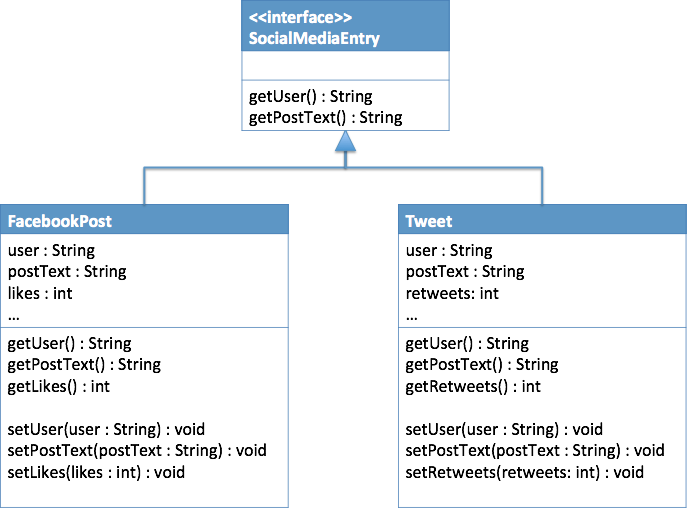 <<interface>>
SocialMediaEntry
getUser() : String
getPostText() : String
FacebookPost
user : String
postText : String
likes : int
...
getUser() : String
getPostText() : String
getLikes() : int
setUser(user : String) : void
setPostText(postText : String) : void
setLikes(likes : int) : void
Tweet
user : String
postText : String
retweets: int
...
getUser() : String
getPostText() : String
getRetweets() : int
setUser(user : String) : void
setPostText(postText : String) : void
setRetweets(retweets: int) : void